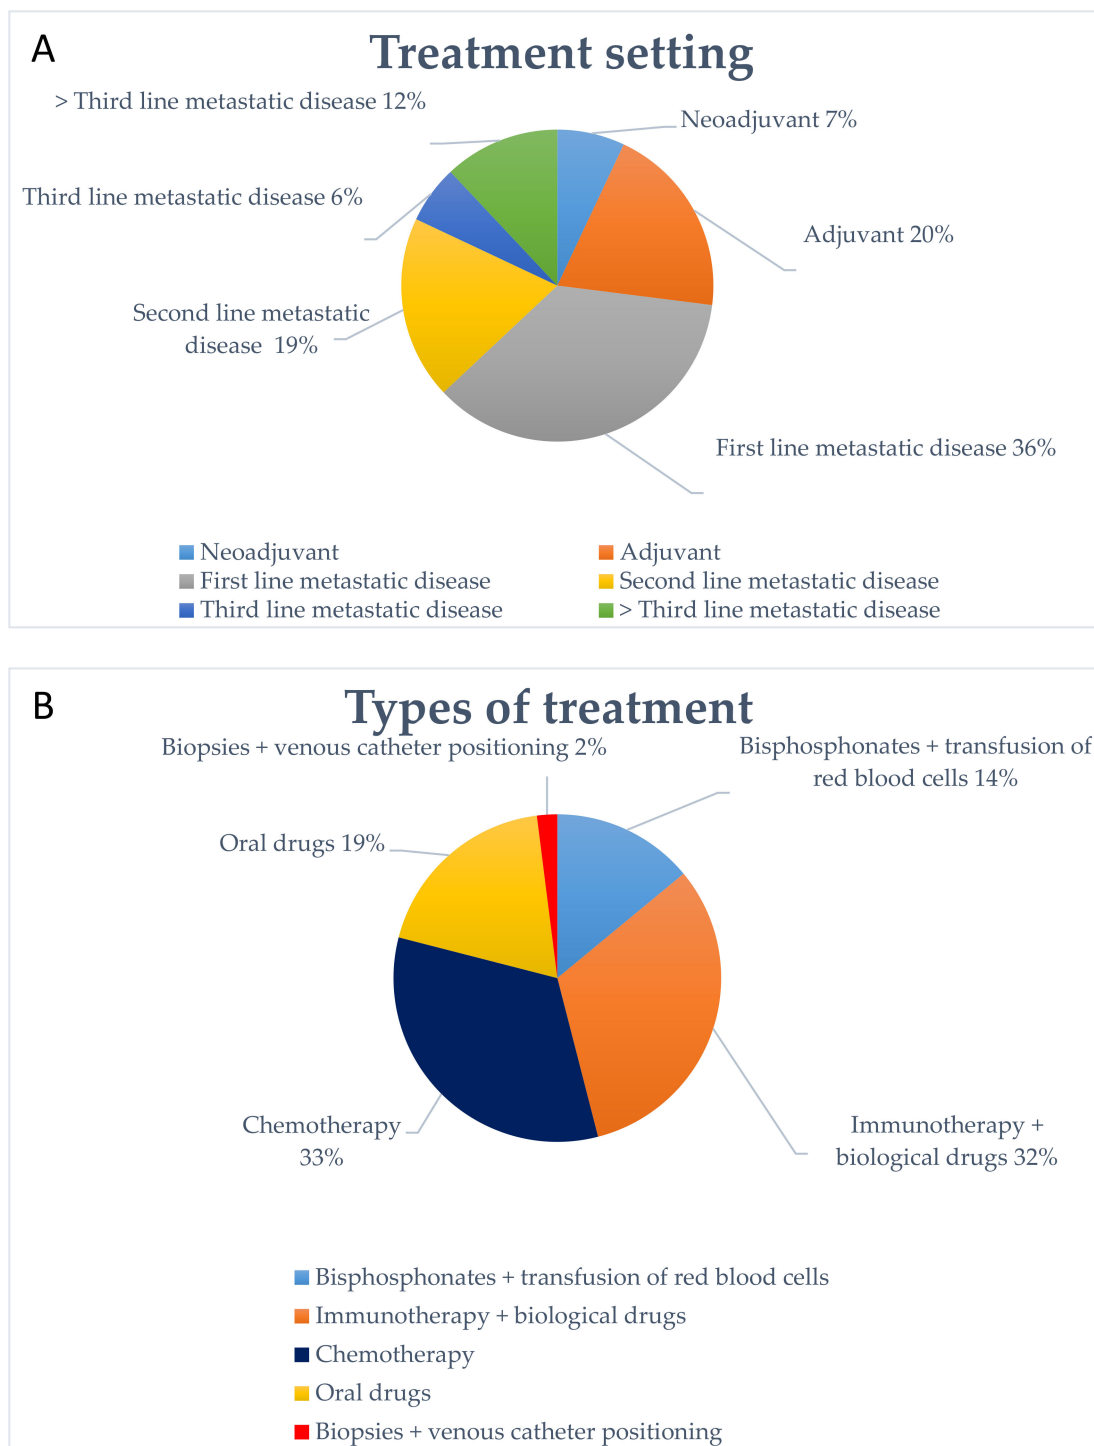 A
Treatment setting
> Third line metastatic disease 12%
Neoadjuvant 7%
Third line metastatic disease 6%
Adjuvant 20%
Second line metastatic
disease  19%
First line metastatic disease 36%
Neoadjuvant
Adjuvant
First line metastatic disease
Second line metastatic disease
Third line metastatic disease
> Third line metastatic disease
B
Types of treatment
Biopsies + venous catheter positioning 2%
Bisphosphonates + transfusion of
red blood cells 14%
Oral drugs 19%
Chemotherapy
33%
Immunotherapy +
biological drugs 32%
Bisphosphonates + transfusion of red blood cells
Immunotherapy + biological drugs
Chemotherapy
Oral drugs
Biopsies + venous catheter positioning